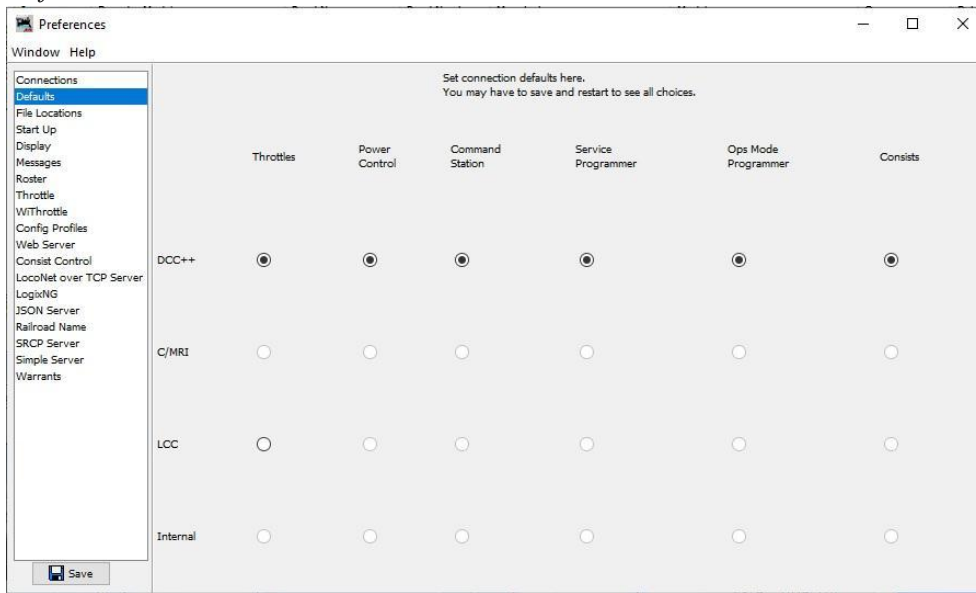 Preferences
Window Help
Connections
Defaults
File Locations
Start Up
Display
Messages
Roster
Throttle
WiThrottle
Config Profiles
Web Server
Consist Control
LocoNet over TCP Server
LogixNG
JSON Server
Railroad Name
SRCP Server
Simple Server
Warrants
Save
Set connection defaults here.
You may have to save and restart to see all choices.
Throttles Power Control Command Station Service Programmer Ops Mode Programmer Consists
DCC++
C/MRI
LCC
Internal